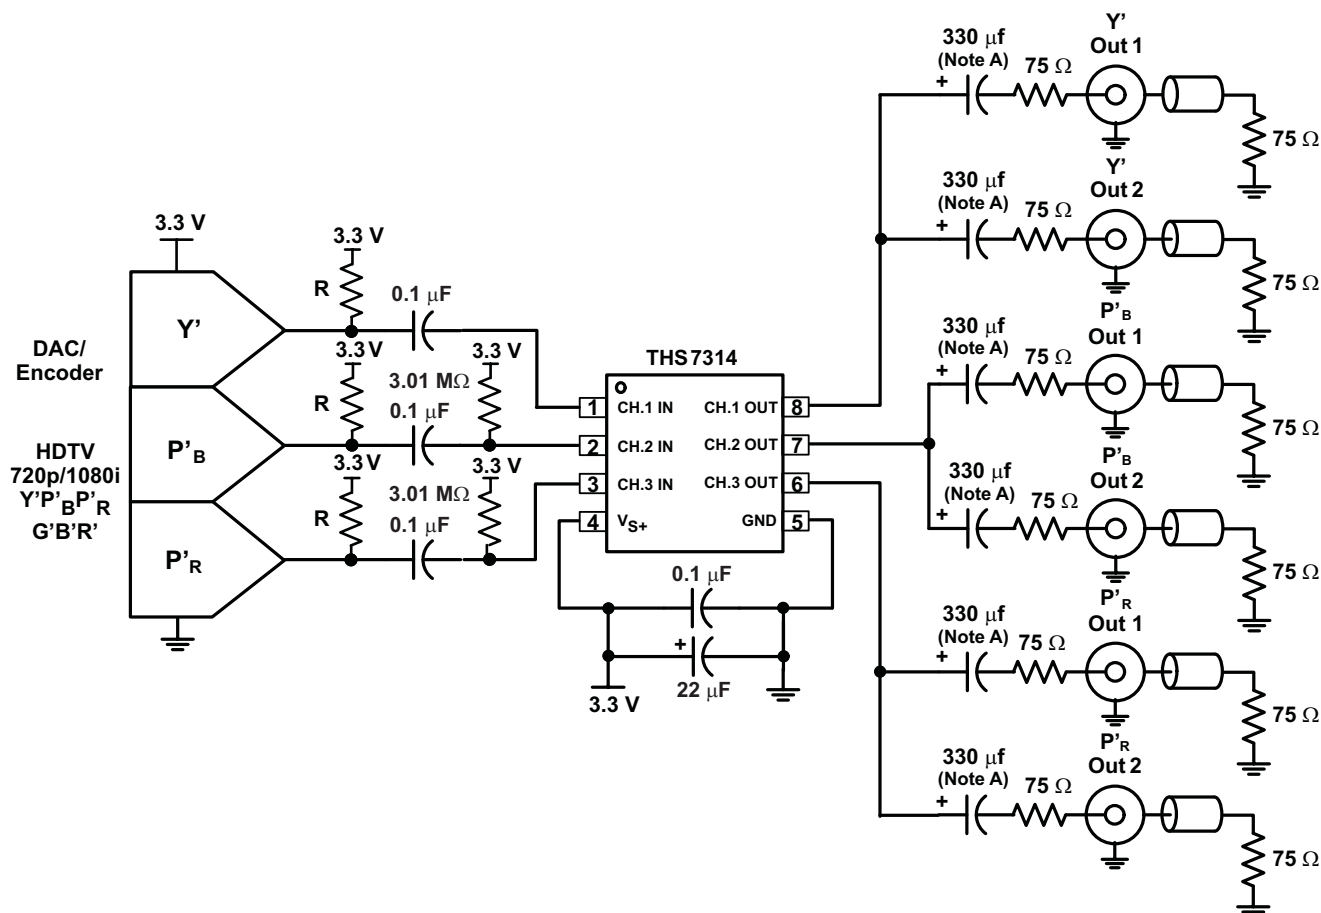 3.3 V
Y'
P'B
P'R
DAC/
Encoder
HDTV
720p/1080i
Y'P'BP'R
G'B'R'
3.3 V
R
0.1 μF
3.3 V
R
3.01 MΩ
0.1 μF
3.3 V
3.3 V
R
3.01 MΩ
0.1 μF
3.3 V
THS7314
1 CH.1 IN CH.1 OUT 8
2 CH.2 IN CH.2 OUT 7
3 CH.3 IN CH.3 OUT 6
4 VS+ GND 5
0.1 μF
+
22 μF
3.3 V
330 μf
(Note A)
+
75 Ω
Y'
Out 1
75 Ω
330 μf
(Note A)
+
75 Ω
Y'
Out 2
75 Ω
330 μf
(Note A)
+
75 Ω
P'B
Out 1
75 Ω
330 μf
(Note A)
+
75 Ω
P'B
Out 2
75 Ω
330 μf
(Note A)
+
75 Ω
P'R
Out 1
75 Ω
330 μf
(Note A)
+
75 Ω
P'R
Out 2
75 Ω